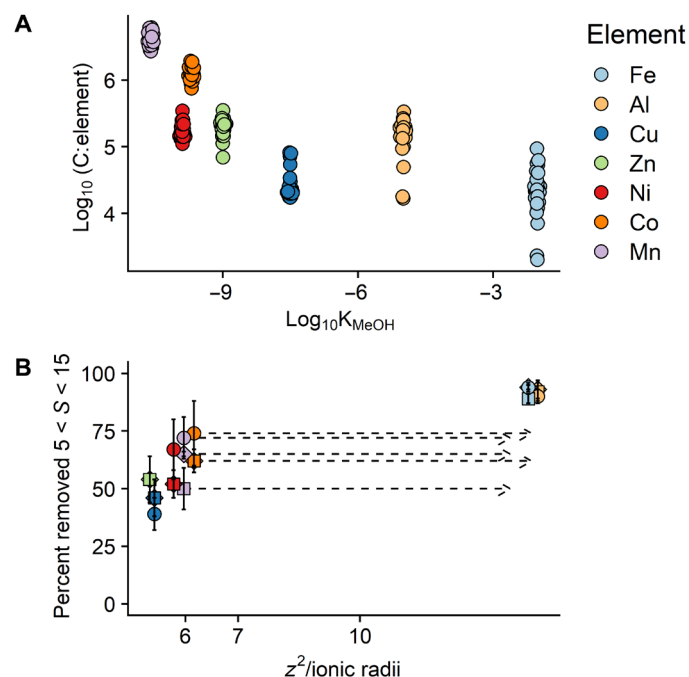 A
Log₁₀ (C:element)
6
5
4
−9
−6
−3
Log₁₀K_MeOH
Element
Fe
Al
Cu
Zn
Ni
Co
Mn
B
Percent removed 5 < S < 15
100
75
50
25
0
6
7
10
z²/ionic radii